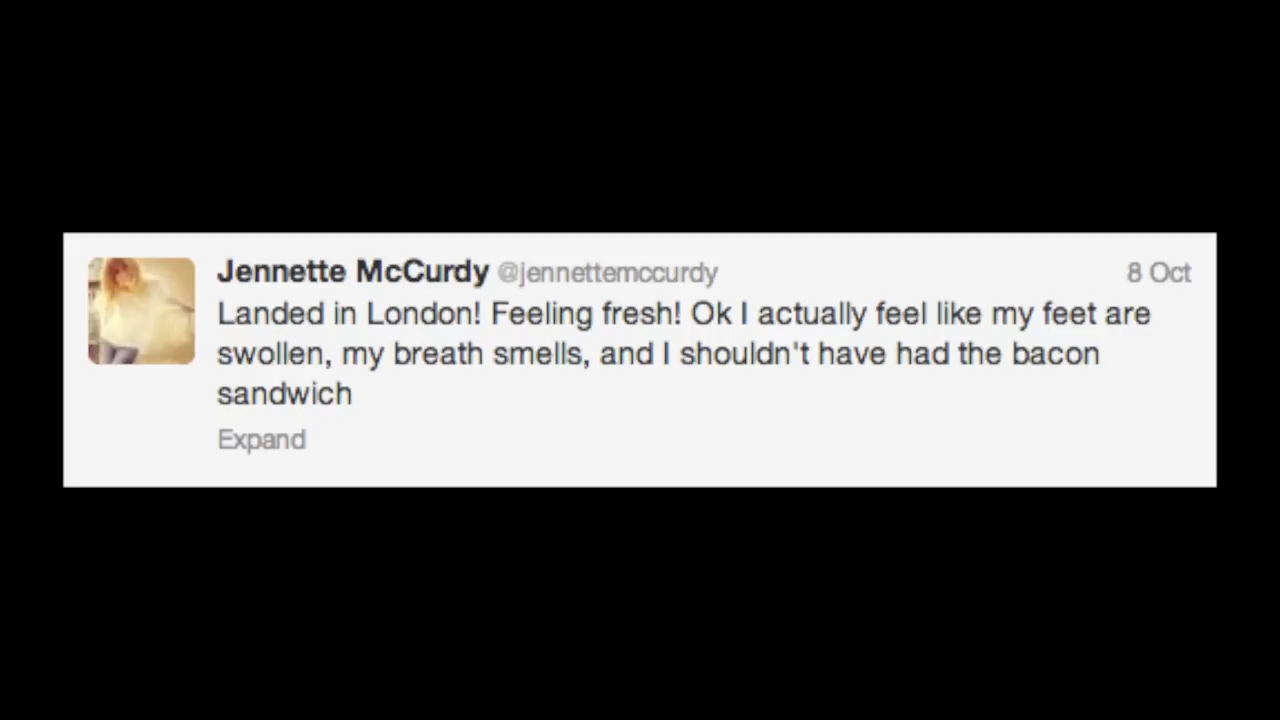 Jennette McCurdy @jennettemccurdy 8 Oct
Landed in London! Feeling fresh! Ok I actually feel like my feet are
swollen, my breath smells, and I shouldn't have had the bacon
sandwich
Expand